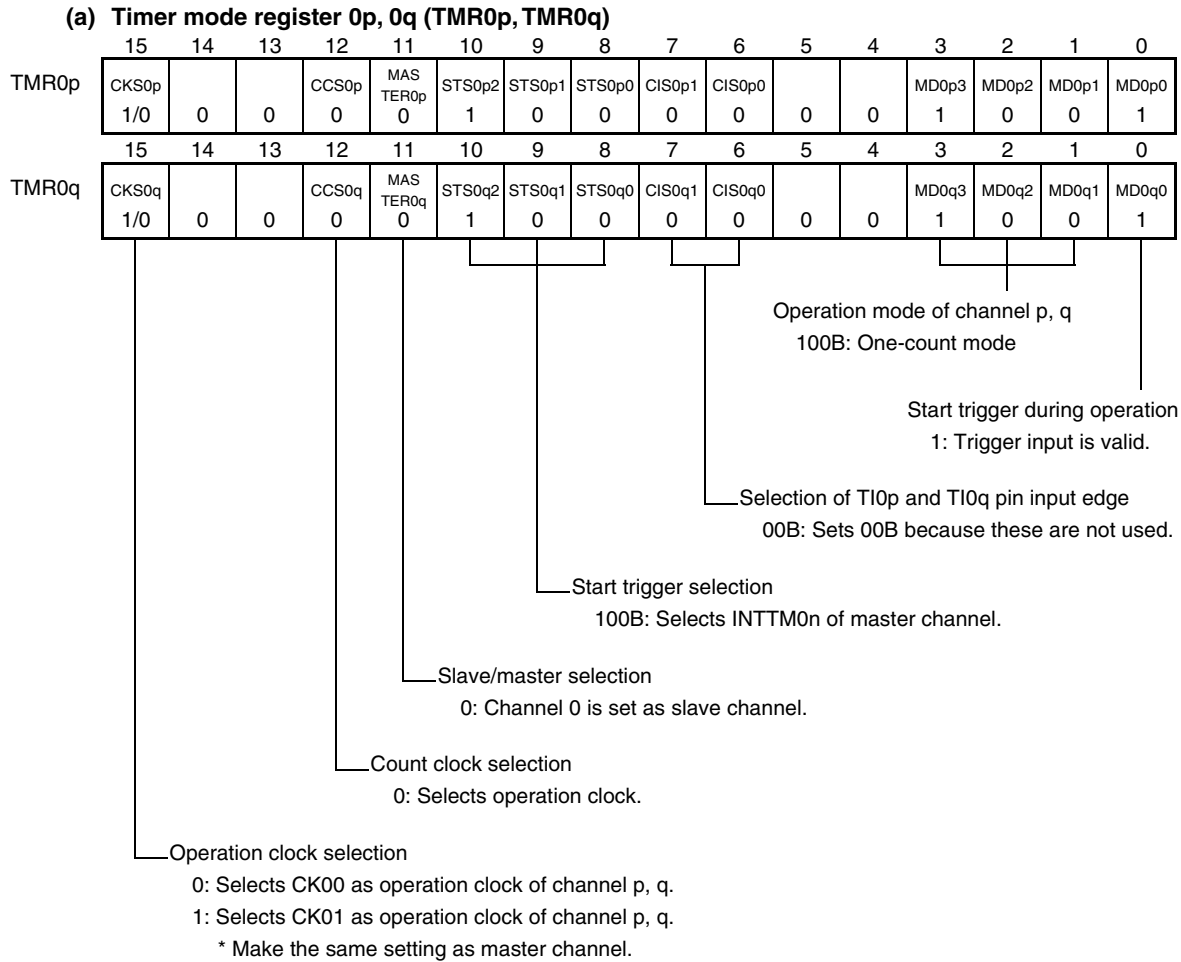 (a) Timer mode register 0p, 0q (TMR0p, TMR0q)
15 14 13 12 11 10 9 8 7 6 5 4 3 2 1 0
TMR0p CKS0p CCS0p MAS TER0p STS0p2 STS0p1 STS0p0 CIS0p1 CIS0p0 MD0p3 MD0p2 MD0p1 MD0p0
1/0 0 0 0 0 1 0 0 0 0 0 0 1 0 0 1
15 14 13 12 11 10 9 8 7 6 5 4 3 2 1 0
TMR0q CKS0q CCS0q MAS TER0q STS0q2 STS0q1 STS0q0 CIS0q1 CIS0q0 MD0q3 MD0q2 MD0q1 MD0q0
1/0 0 0 0 0 1 0 0 0 0 0 0 1 0 0 1
Operation mode of channel p, q
100B: One-count mode
Start trigger during operation
1: Trigger input is valid.
Selection of TI0p and TI0q pin input edge
00B: Sets 00B because these are not used.
Start trigger selection
100B: Selects INTTM0n of master channel.
Slave/master selection
0: Channel 0 is set as slave channel.
Count clock selection
0: Selects operation clock.
Operation clock selection
0: Selects CK00 as operation clock of channel p, q.
1: Selects CK01 as operation clock of channel p, q.
* Make the same setting as master channel.